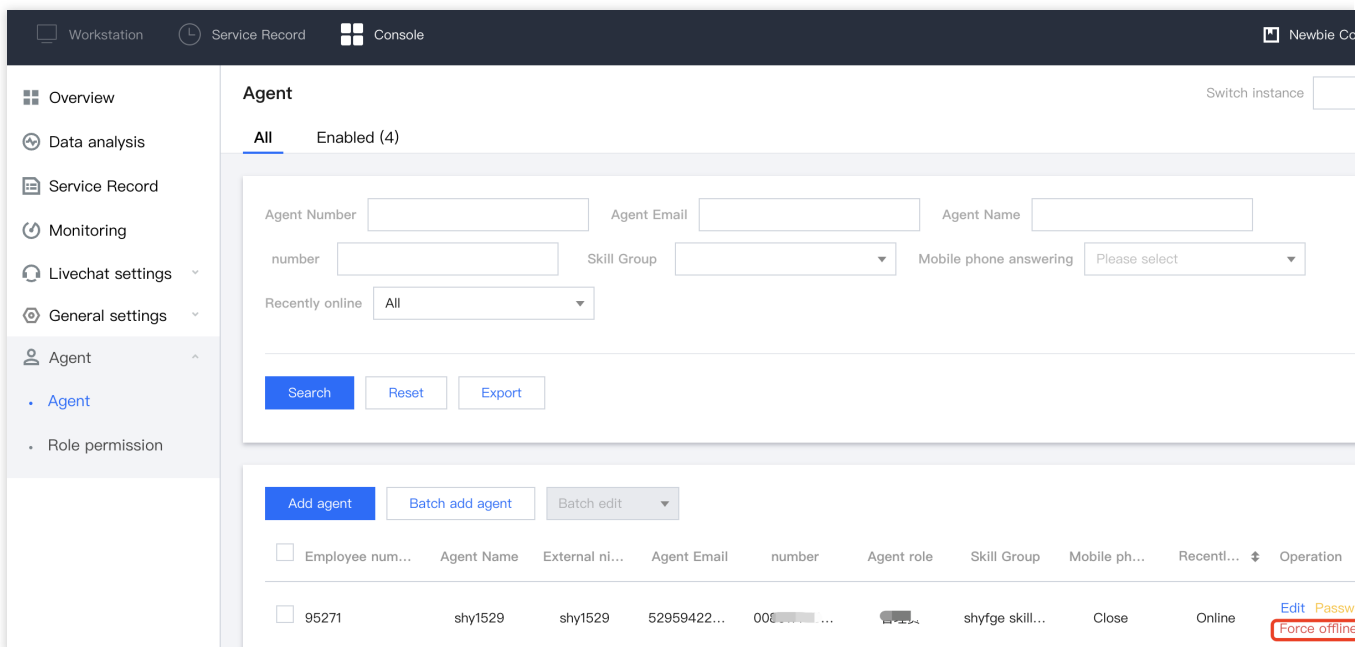 Workstation Service Record Console Newbie Co
Overview
Data analysis
Service Record
Monitoring
Livechat settings
General settings
Agent
Agent
Role permission
Agent Switch instance
All Enabled (4)
Agent Number Agent Email Agent Name
number Skill Group Mobile phone answering Please select
Recently online All
Search Reset Export
Add agent Batch add agent Batch edit
Employee num... Agent Name External ni... Agent Email number Agent role Skill Group Mobile ph... Recentl... Operation
95271 shy1529 shy1529 52959422... 008 ... shyfge skill... Close Online Edit Passw
Force offline